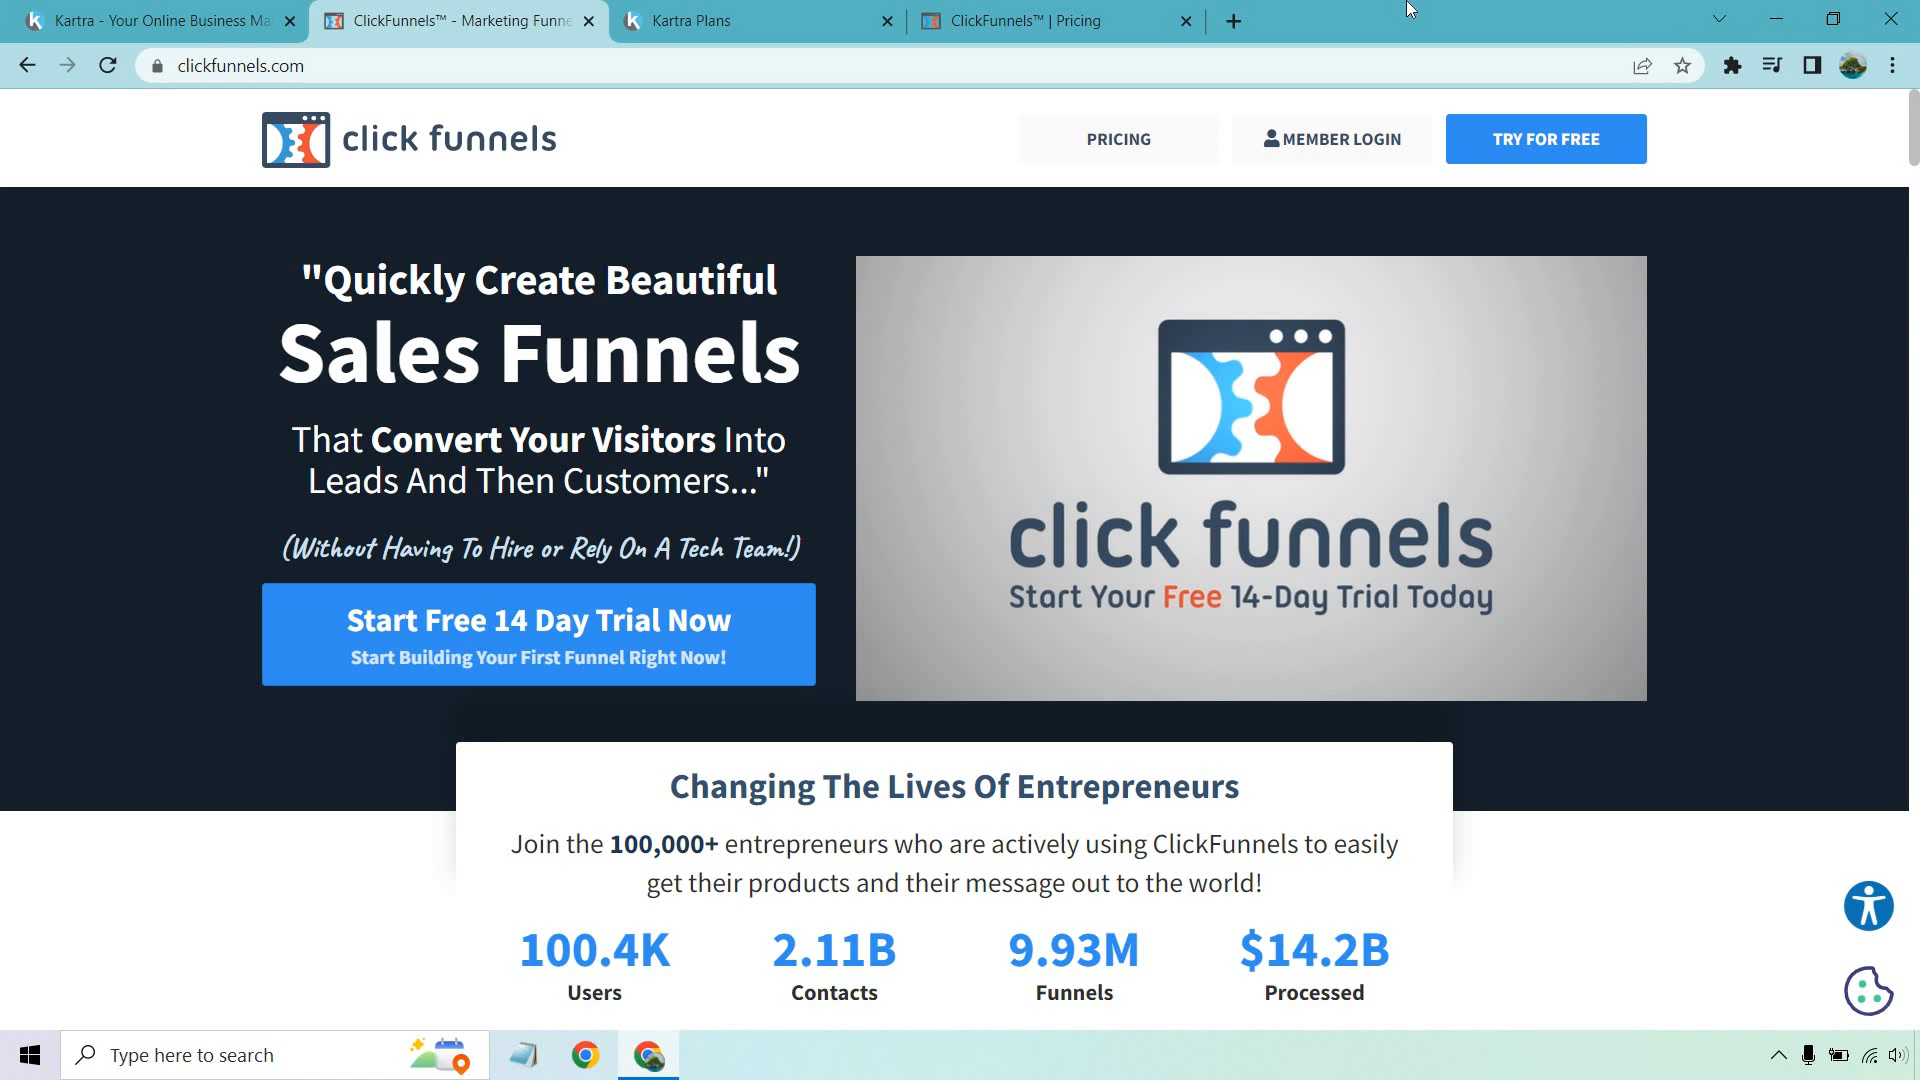 Kartra - Your Online Business Ma
ClickFunnels™ - Marketing Funne
Kartra Plans
ClickFunnels™ | Pricing
clickfunnels.com
click funnels
PRICING
MEMBER LOGIN
TRY FOR FREE
"Quickly Create Beautiful
Sales Funnels
That Convert Your Visitors Into
Leads And Then Customers..."
(Without Having To Hire or Rely On A Tech Team!)
Start Free 14 Day Trial Now
Start Building Your First Funnel Right Now!
click funnels
Start Your Free 14-Day Trial Today
Changing The Lives Of Entrepreneurs
Join the 100,000+ entrepreneurs who are actively using ClickFunnels to easily
get their products and their message out to the world!
100.4K 2.11B 9.93M $14.2B
Users Contacts Funnels Processed
Type here to search